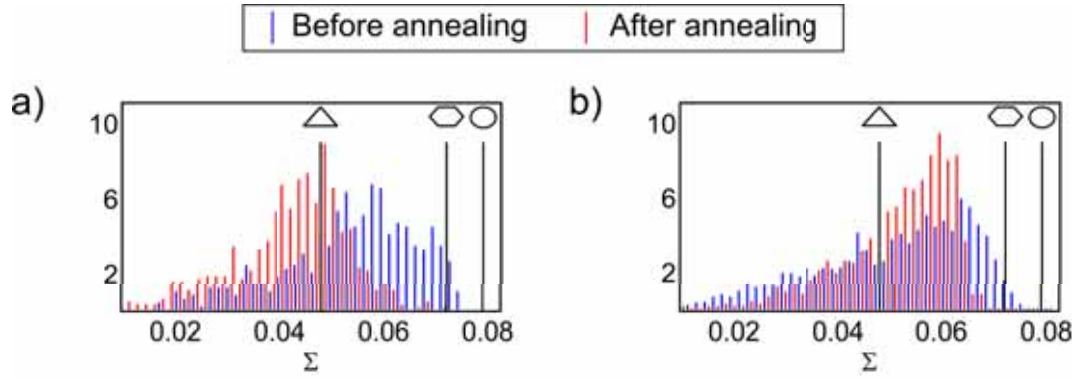 Before annealing After annealing
a) b)
10 10
6 6
2 2
0.02 0.04 0.06 0.08 0.02 0.04 0.06 0.08
Σ Σ